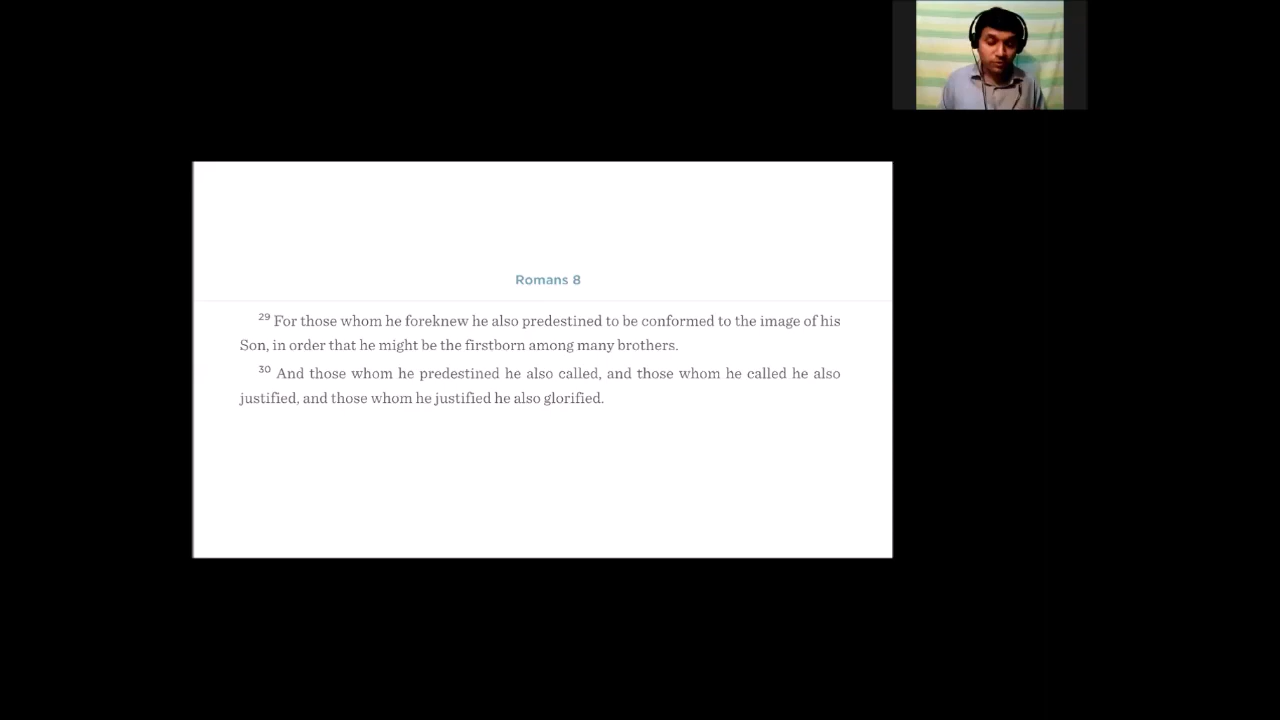 Romans 8
29 For those whom he foreknew he also predestined to be conformed to the image of his
Son, in order that he might be the firstborn among many brothers.
30 And those whom he predestined he also called, and those whom he called he also
justified, and those whom he justified he also glorified.